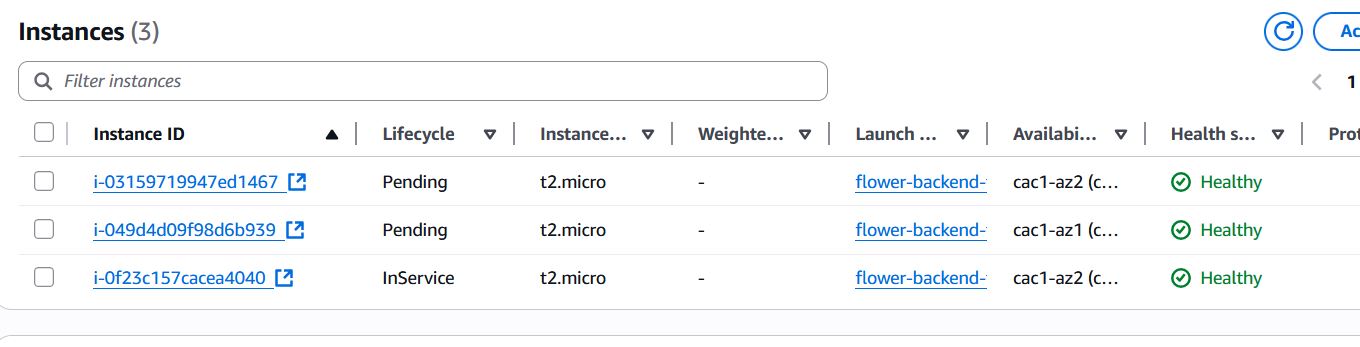 Instances (3)
Ac
Filter instances
1
Instance ID Lifecycle Instance... Weighte... Launch ... Availabi... Health s... Prot
i-03159719947ed1467 Pending t2.micro - flower-backend- cac1-az2 (c... Healthy
i-049d4d09f98d6b939 Pending t2.micro - flower-backend- cac1-az1 (c... Healthy
i-0f23c157cacea4040 InService t2.micro - flower-backend- cac1-az2 (c... Healthy